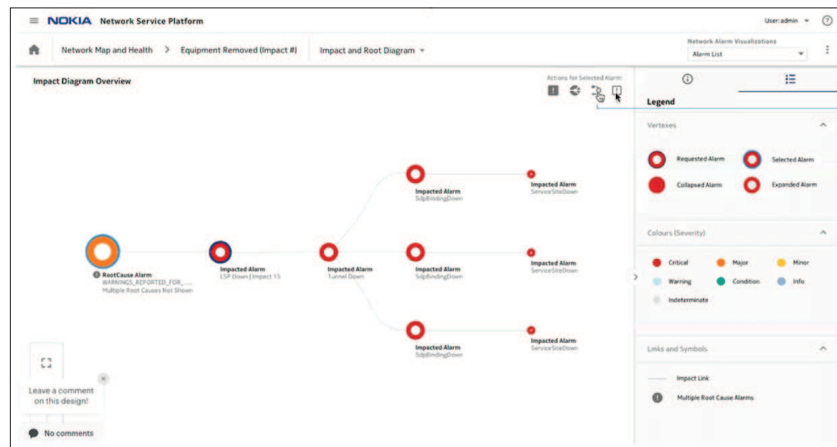 NOKIA Network Service Platform
User: admin
Network Map and Health > Equipment Removed (Impact #)
Impact and Root Diagram
Network Alarm Visualizations
Alarm List
Impact Diagram Overview
Actions for Selected Alarm
Legend
Vertexes
Requested Alarm
Selected Alarm
Collapsed Alarm
Expanded Alarm
Colours (Severity)
Critical
Major
Minor
Warning
Condition
Info
Indeterminate
Links and Symbols
Impact Link
Multiple Root Cause Alarms
RootCause Alarm
WARNINGS_REPORTED_FOR_....
Multiple Root Causes Not Shown
Impacted Alarm
LSP Down | Impact 15
Impacted Alarm
Tunnel Down
Impacted Alarm
SdpBindingDown
Impacted Alarm
ServiceSiteDown
Impacted Alarm
SdpBindingDown
Impacted Alarm
ServiceSiteDown
Impacted Alarm
SdpBindingDown
Impacted Alarm
ServiceSiteDown
Leave a comment
on this design!
No comments